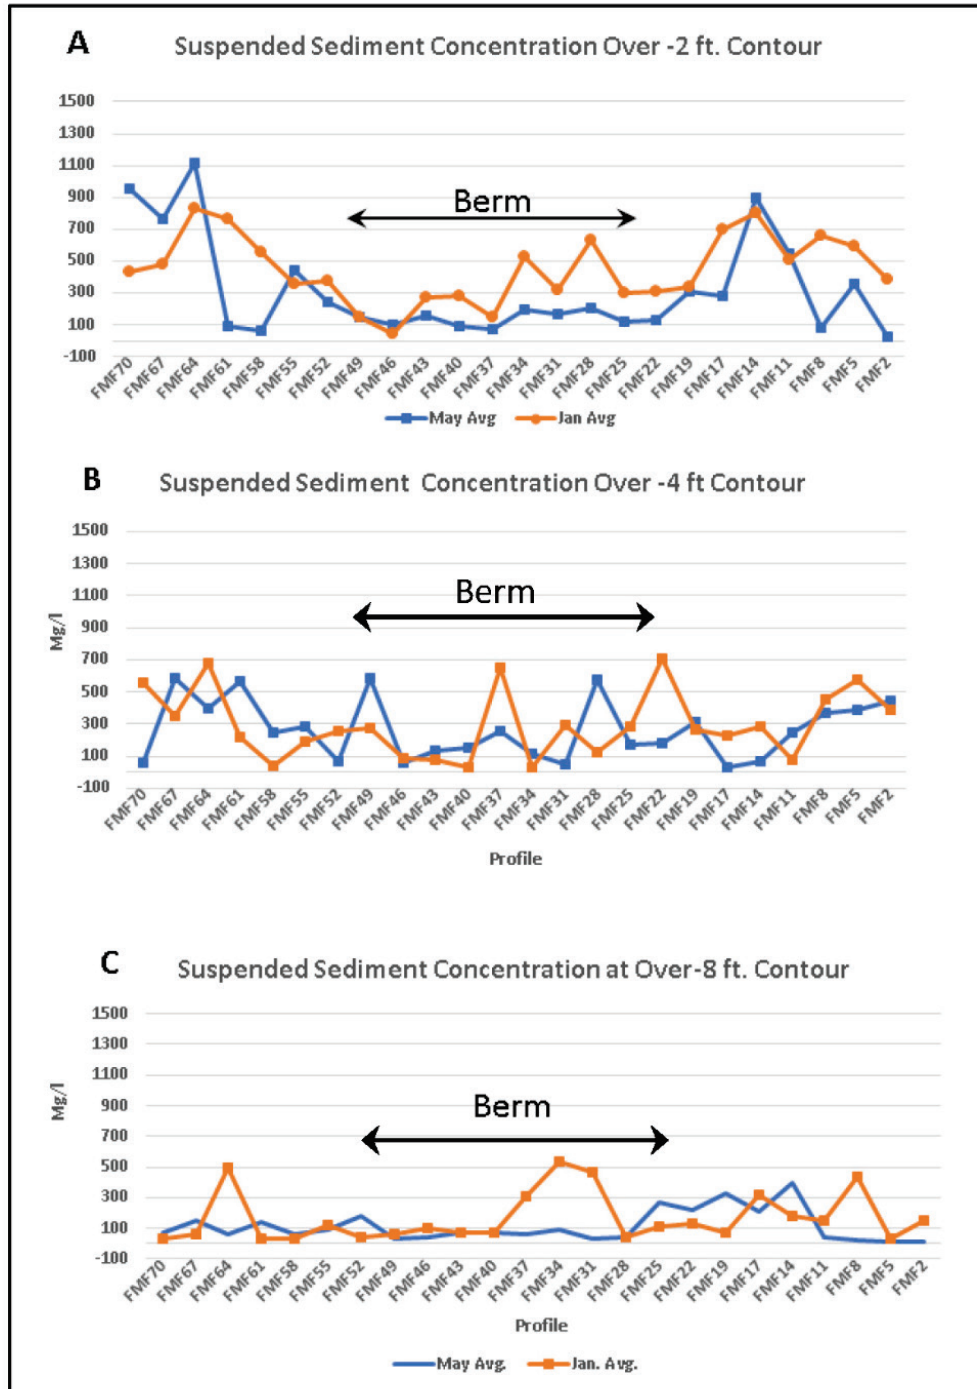 A
Suspended Sediment Concentration Over -2 ft. Contour
1500
1300
1100
900
700
500
300
100
-100
Berm
FMF70 FMF67 FMF64 FMF61 FMF58 FMF55 FMF52 FMF49 FMF46 FMF43 FMF40 FMF37 FMF34 FMF31 FMF28 FMF25 FMF22 FMF19 FMF17 FMF14 FMF11 FMF8 FMF5 FMF2
May Avg Jan Avg
B
Suspended Sediment Concentration Over -4 ft Contour
1500
1300
1100
900
700
500
300
100
-100
Mg/l
Berm
FMF70 FMF67 FMF64 FMF61 FMF58 FMF55 FMF52 FMF49 FMF46 FMF43 FMF40 FMF37 FMF34 FMF31 FMF28 FMF25 FMF22 FMF19 FMF17 FMF14 FMF11 FMF8 FMF5 FMF2
Profile
C
Suspended Sediment Concentration at Over-8 ft. Contour
1500
1300
1100
900
700
500
300
100
-100
Mg/l
Berm
FMF70 FMF67 FMF64 FMF61 FMF58 FMF55 FMF52 FMF49 FMF46 FMF43 FMF40 FMF37 FMF34 FMF31 FMF28 FMF25 FMF22 FMF19 FMF17 FMF14 FMF11 FMF8 FMF5 FMF2
Profile
May Avg. Jan. Avg.